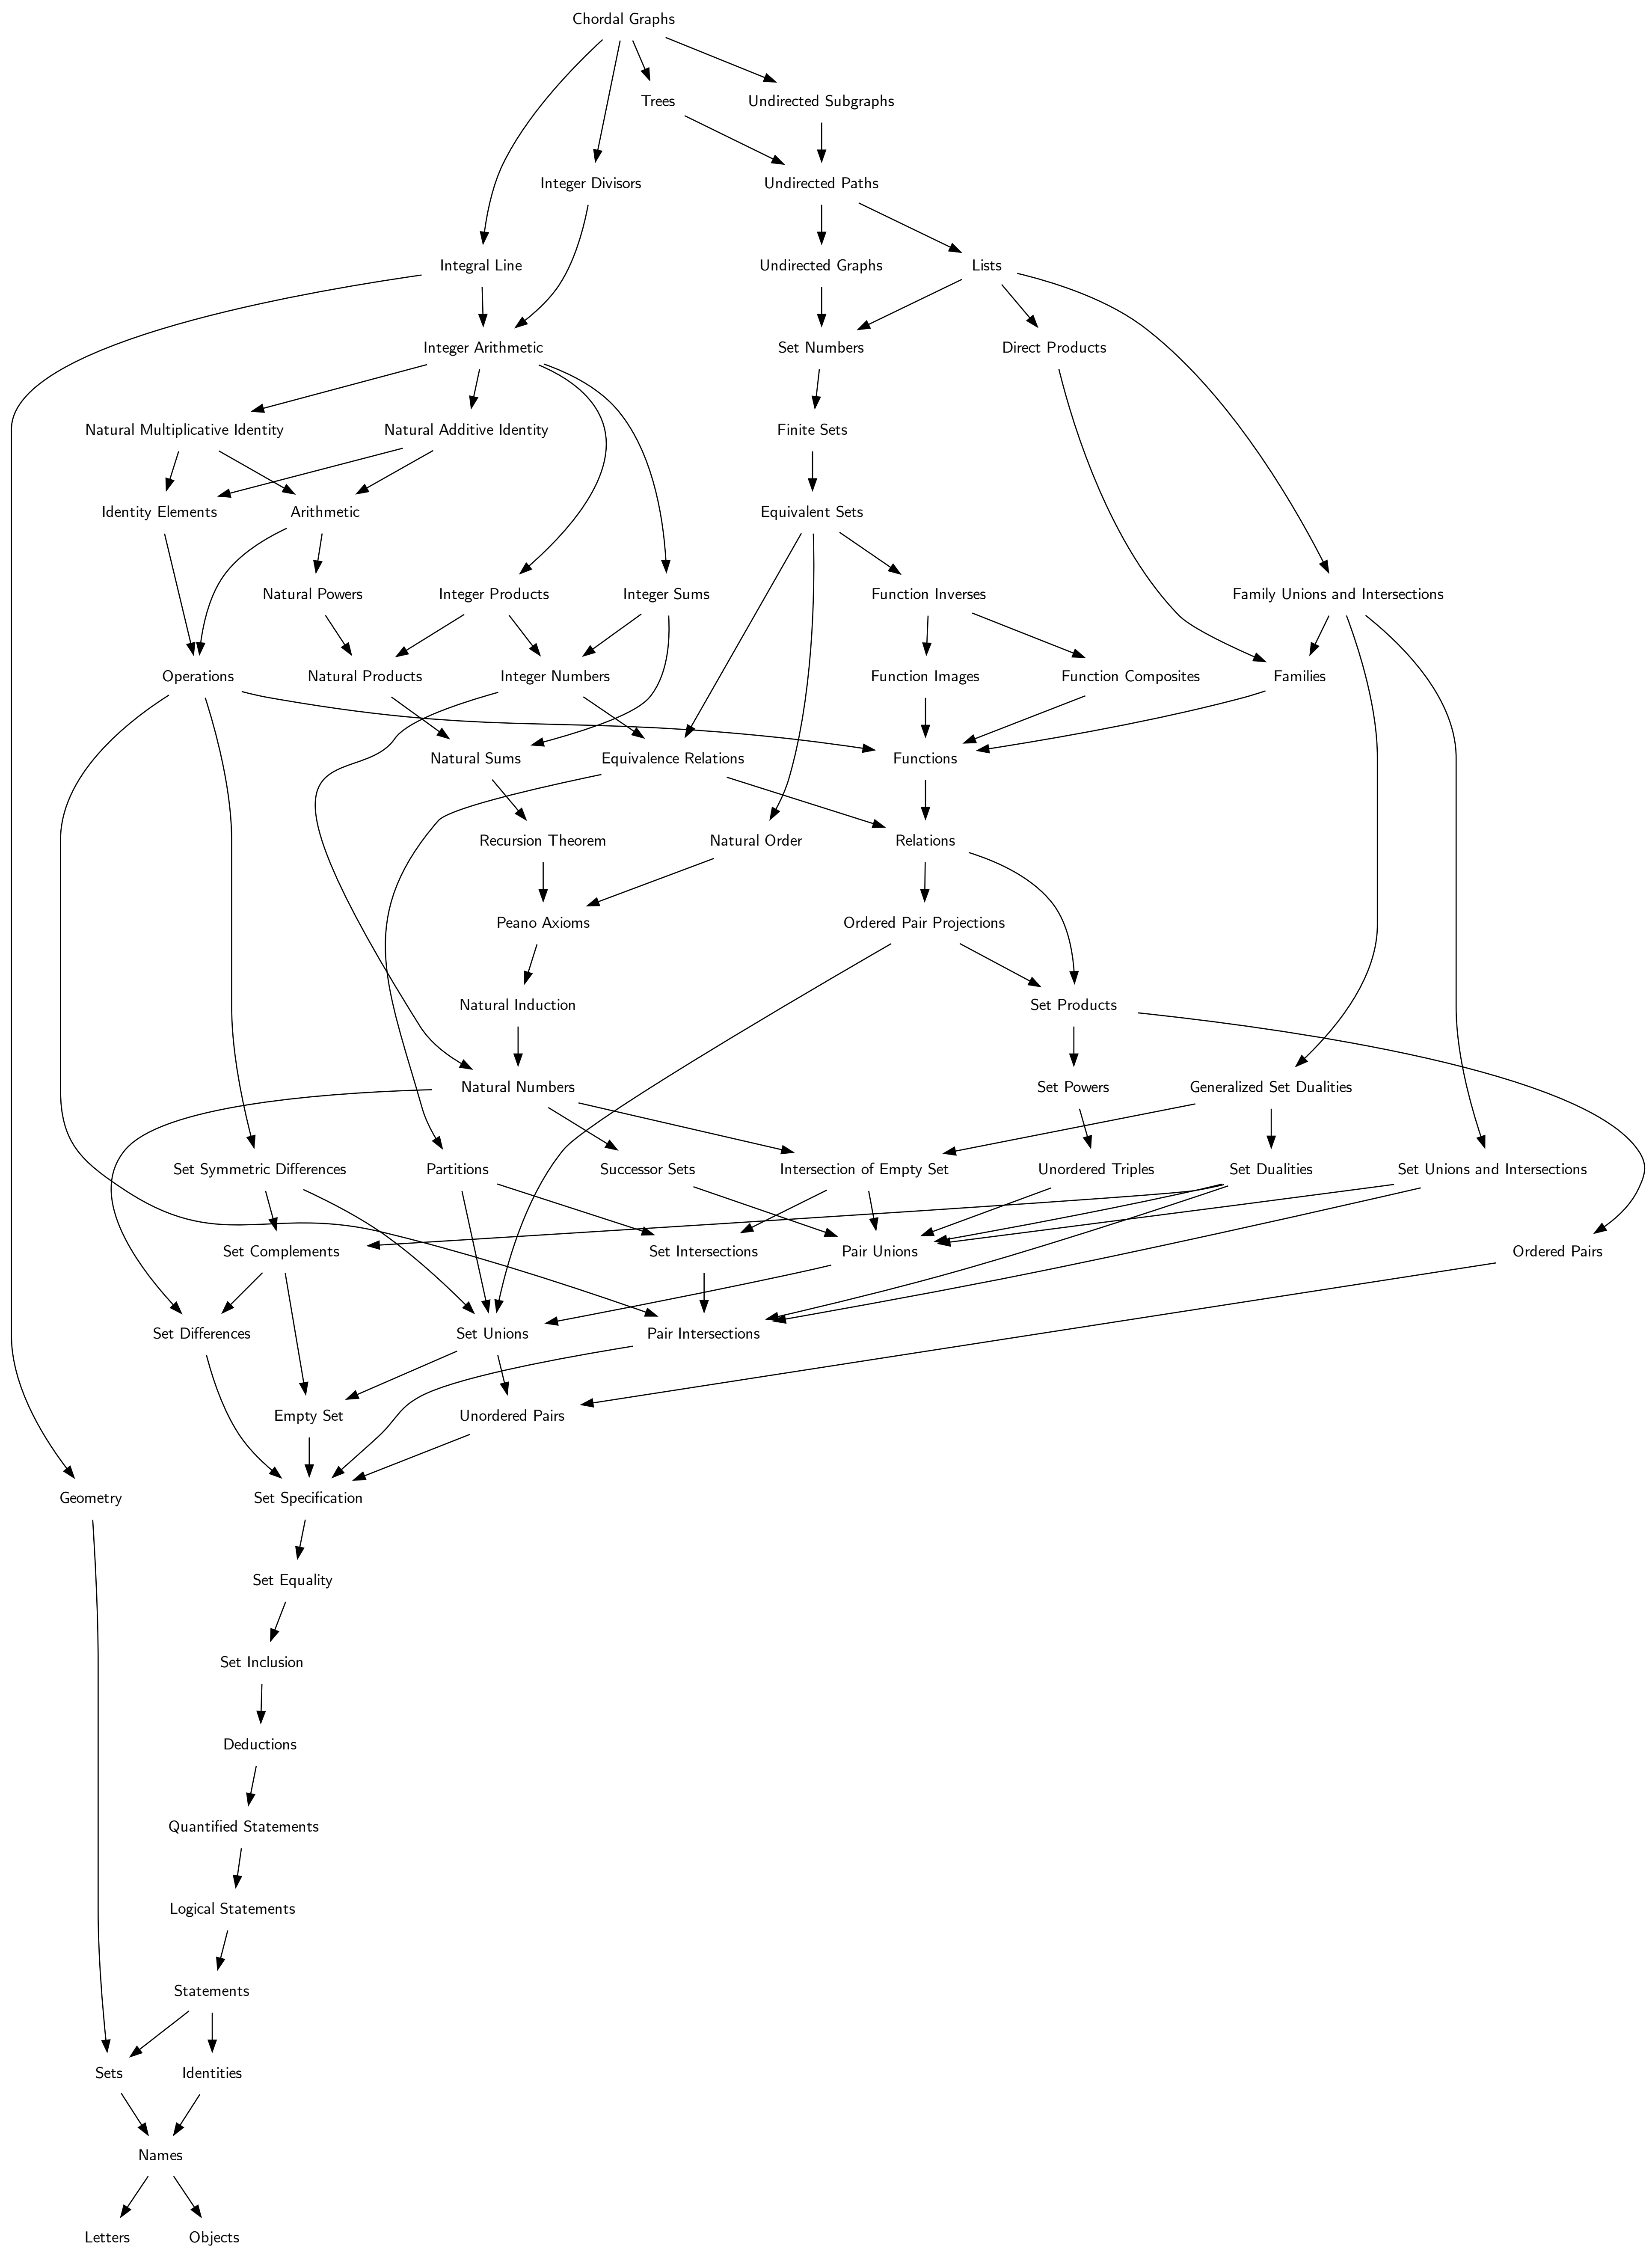 Chordal Graphs
Trees
Undirected Subgraphs
Integer Divisors
Undirected Paths
Integral Line
Undirected Graphs
Lists
Integer Arithmetic
Set Numbers
Direct Products
Natural Multiplicative Identity
Natural Additive Identity
Finite Sets
Identity Elements
Arithmetic
Equivalent Sets
Natural Powers
Integer Products
Integer Sums
Function Inverses
Family Unions and Intersections
Operations
Natural Products
Integer Numbers
Function Images
Function Composites
Families
Natural Sums
Equivalence Relations
Functions
Recursion Theorem
Natural Order
Relations
Peano Axioms
Ordered Pair Projections
Natural Induction
Set Products
Natural Numbers
Set Powers
Generalized Set Dualities
Set Symmetric Differences
Partitions
Successor Sets
Intersection of Empty Set
Unordered Triples
Set Dualities
Set Unions and Intersections
Set Complements
Set Intersections
Pair Unions
Ordered Pairs
Set Differences
Set Unions
Pair Intersections
Empty Set
Unordered Pairs
Geometry
Set Specification
Set Equality
Set Inclusion
Deductions
Quantified Statements
Logical Statements
Statements
Sets
Identities
Names
Letters
Objects